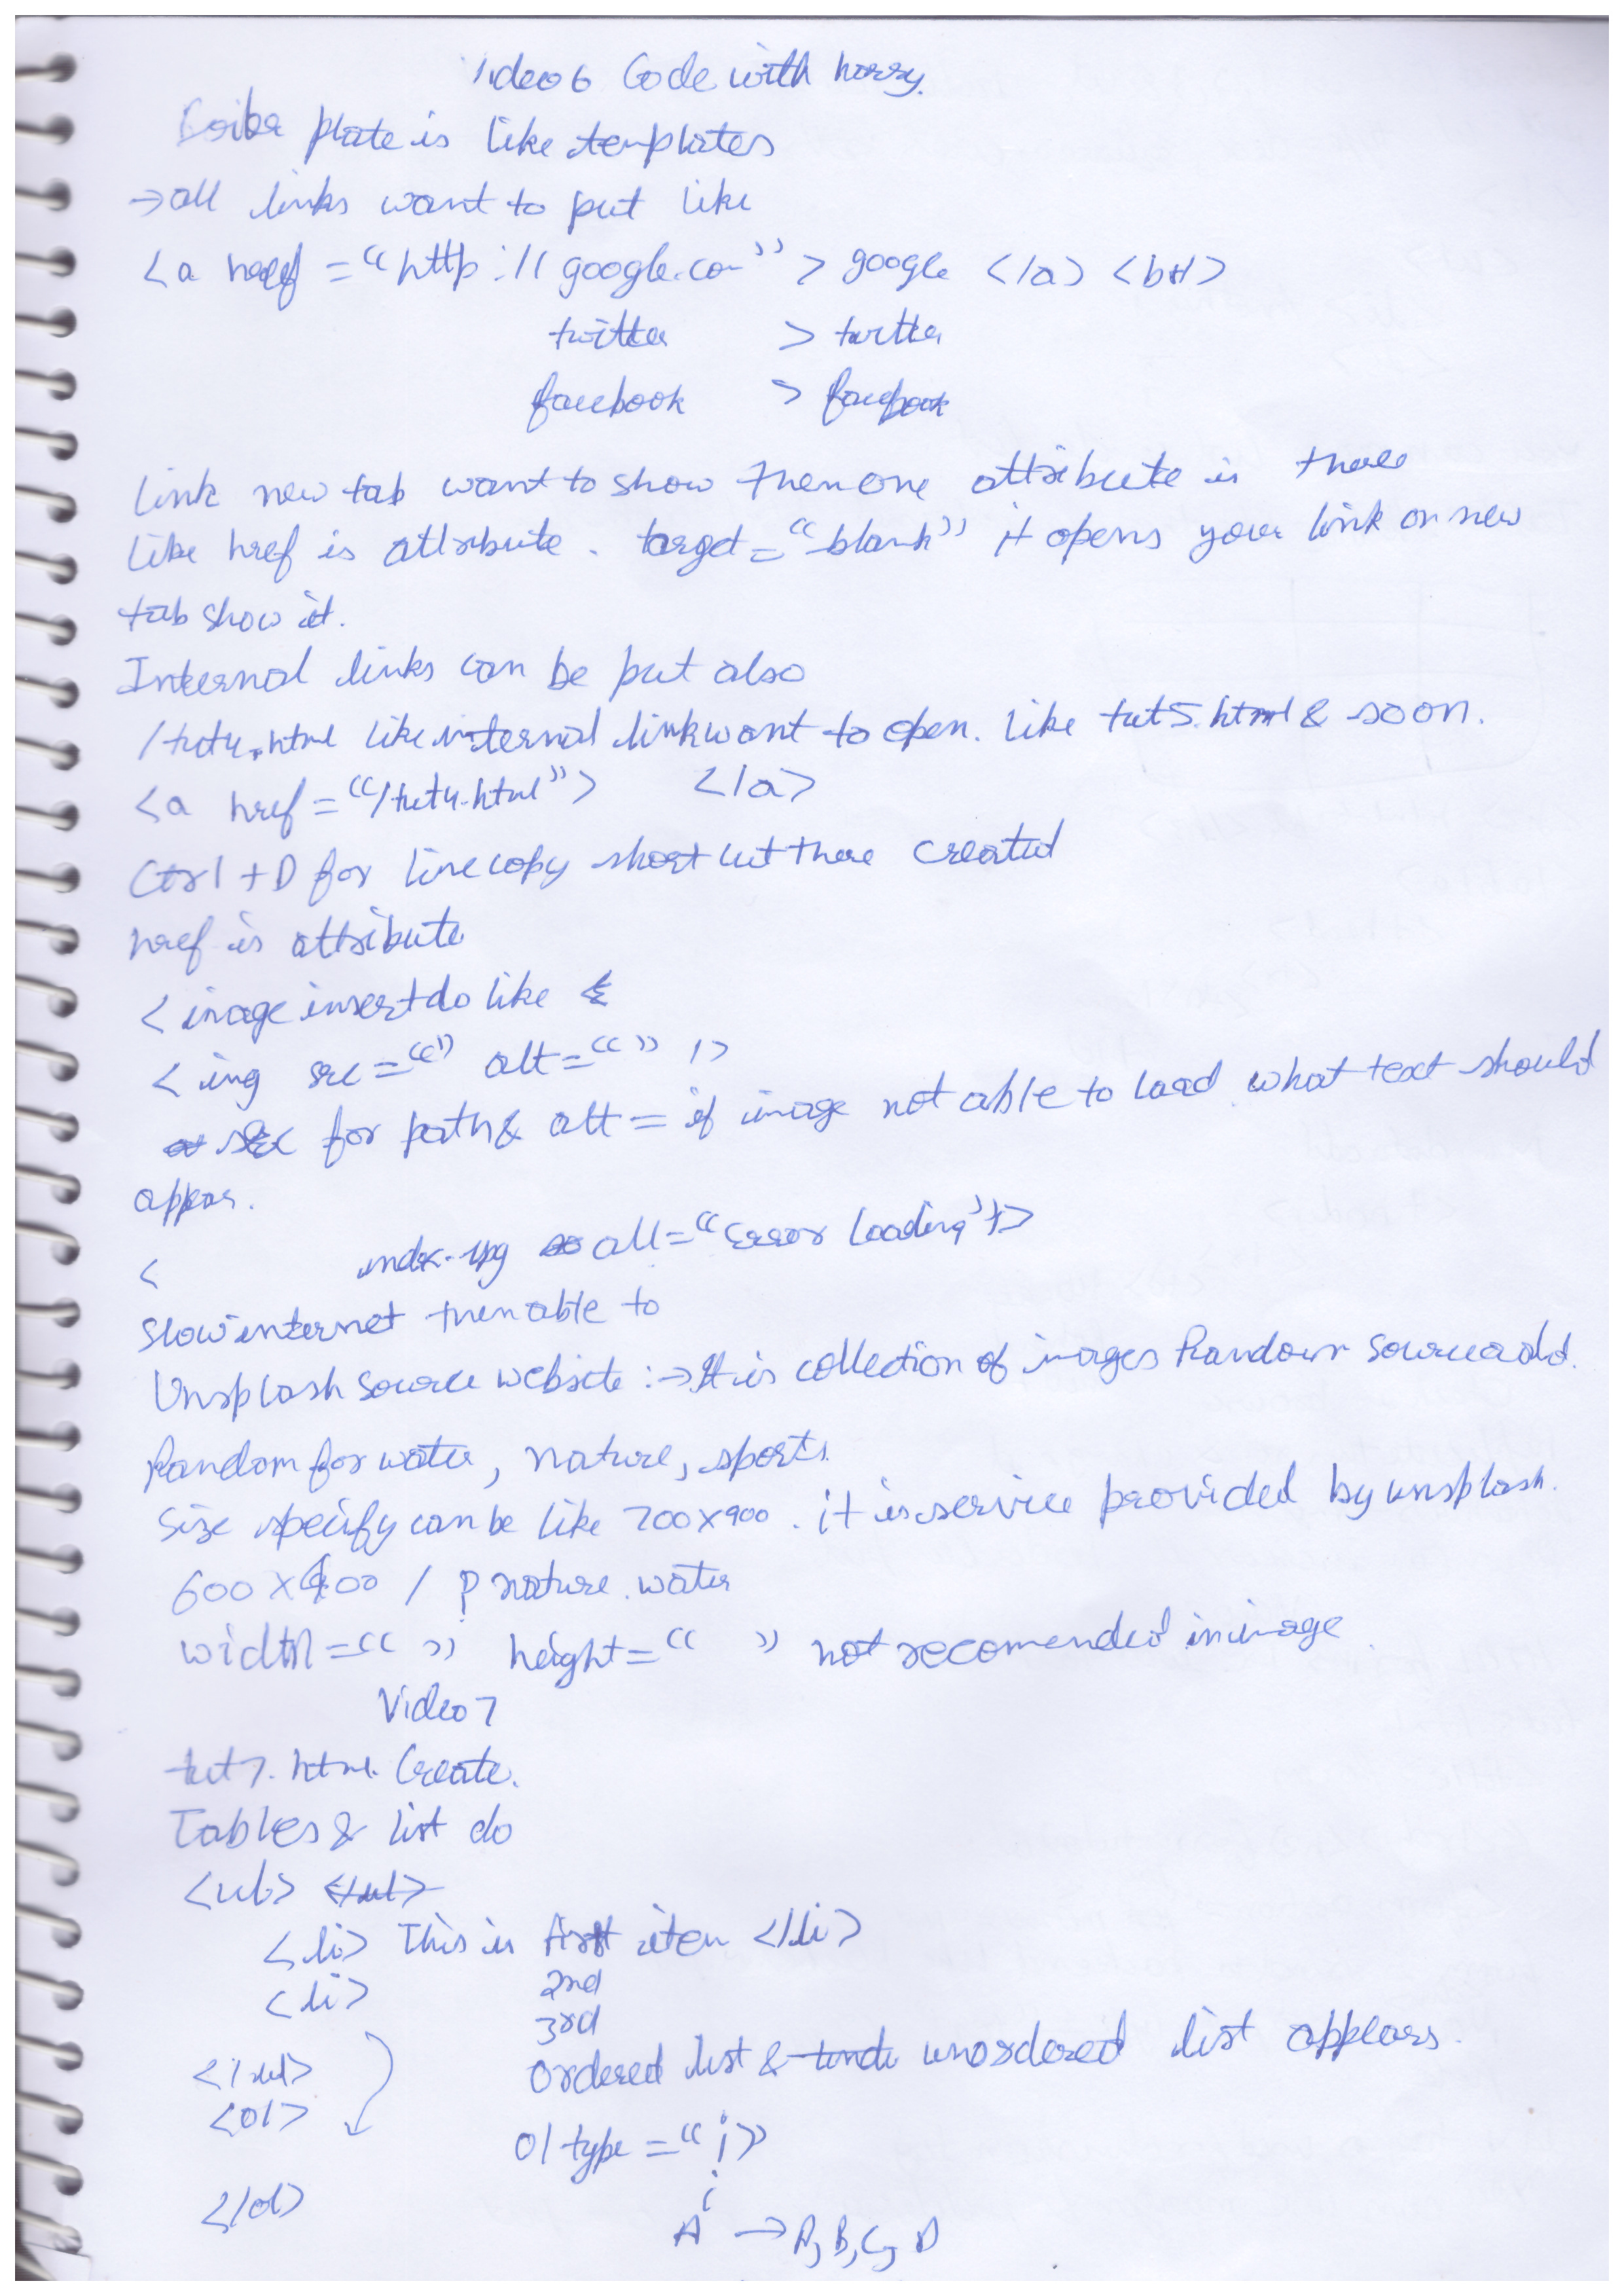 Video 6 Code with harry.
plate is like templates
→ all links want to put like
<a href = "http://google.com"> google </a> <br>
twitter > twitter
facebook > facebook
Link new tab want to show then one attribute is there
like href is attribute. target = "_blank" it opens your link on new
tab show it.
Internal links can be put also
/tut4.html like internal link want to open. like tut5.html & soon.
<a href = "/tut4.html"> </a>
Ctrl + D for line copy short cut there created
href is attribute
< image insert do like
< img src = "" alt = "" />
src for path & alt = if image not able to load what text should
appear.
< alt = "Error loading"/>
Slow internet then able to
Unsplash Source website :→ It is collection of images Random source add.
Random for water, nature, sports.
Size specify can be like 700x900. it is service provided by unsplash.
600 x 400 / ? nature. water
width = " " height = " " not recomended in image.
Video 7
tut7.html Create.
Tables & list do
<ul> </ul>
<li> This is first item </li>
<li> 2nd
3rd
</ul> Ordered list & unordered list appears.
<ol>
ol type = "i"
</ol>
A → A, B, C, D